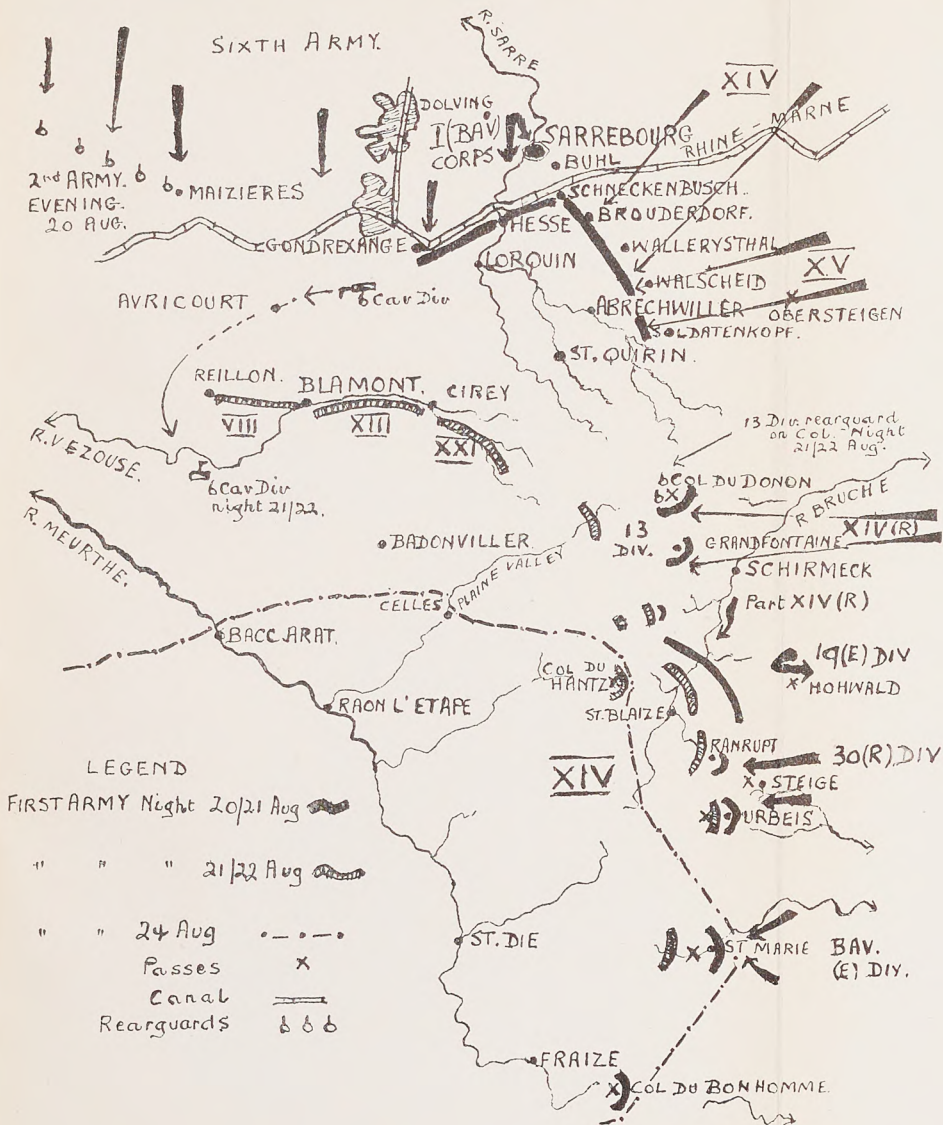 SIXTH ARMY.
R. SARRE
XIV
DOLVING
I (BAV)
CORPS
SARREBOURG
BUHL
RHINE - MARNE
2nd ARMY.
EVENING.
20 AUG.
MAIZIERES
SCHNECKENBUSCH.
HESSE
BROUDERDORF.
GONDREXANGE
WALLERYSTHAL
LORQUIN
WALSCHEID
XV
AVRICOURT
6 Cav Div
ABRECHWILLER
OBERSTEIGEN
SOLDATENKOPF.
ST. QUIRIN.
REILLON.
BLAMONT.
CIREY
VIII
XIII
XXI
13 Div. rearguard
on Col. Night
21/22 Aug.
R. VEZOUSE.
6 Cav Div
night 21/22.
COL DU DONON
R. BRUCHE
R. MEURTHE.
BADONVILLER
13
DIV.
GRANDFONTAINE
XIV (R)
SCHIRMECK
PLAINE VALLEY
CELLES
Part XIV (R)
BACCARAT.
19 (E) DIV
HOHWALD
COL DU
HANTZ
RAON L'ETAPE
ST. BLAIZE
RANRUPT
30 (R) DIV
XIV
STEIGE
URBEIS
LEGEND
FIRST ARMY Night 20/21 Aug
" " " 21/22 Aug
" " 24 Aug
Passes X
Canal
Rearguards
ST. DIE
ST MARIE
BAV.
(E) DIV.
FRAIZE
COL DU BONHOMME.